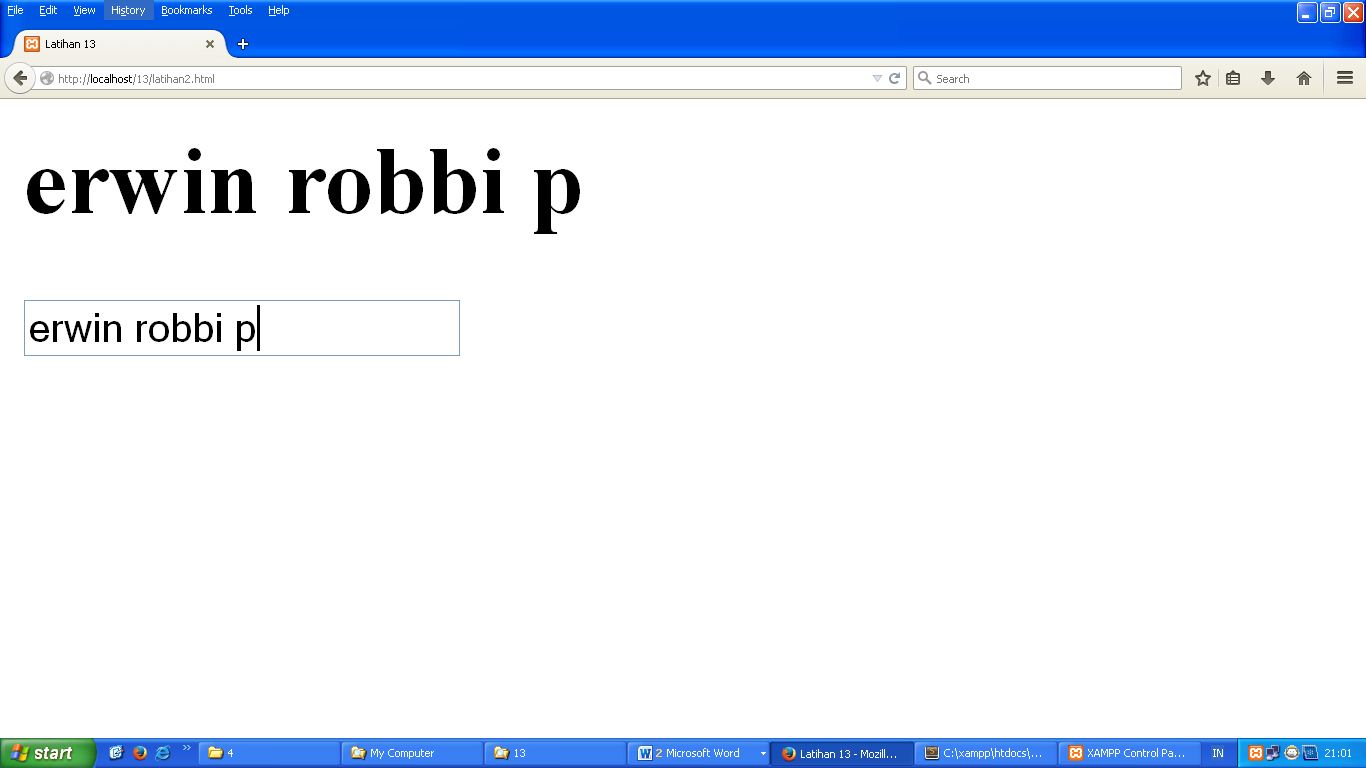 File Edit View History Bookmarks Tools Help
Latihan 13
http://localhost/13/latihan2.html
Search
erwin robbi p
erwin robbi p
start 4 My Computer 13 2 Microsoft Word Latihan 13 - Mozill... C:\xampp\htdocs\... XAMPP Control Pa... IN 21:01